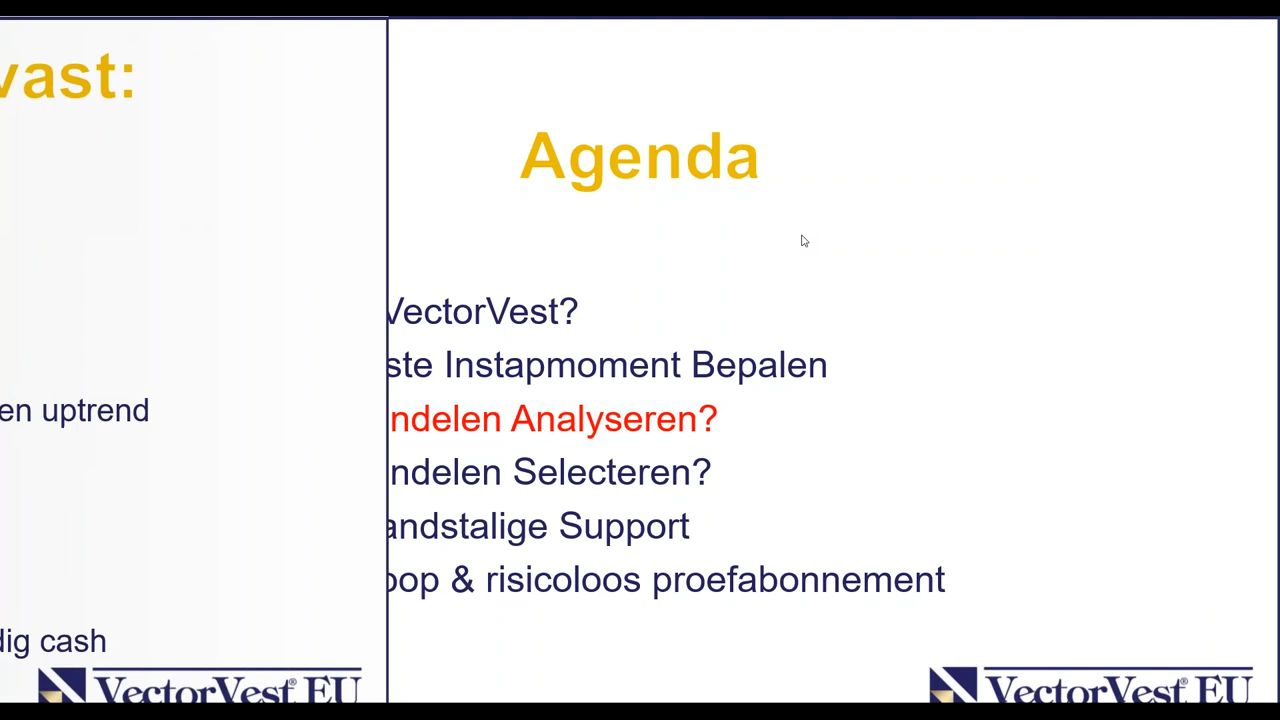 vast:
en uptrend
dig cash
VectorVest® EU
Agenda
VectorVest?
ste Instapmoment Bepalen
ndelen Analyseren?
ndelen Selecteren?
andstalige Support
oop & risicoloos proefabonnement
VectorVest® EU